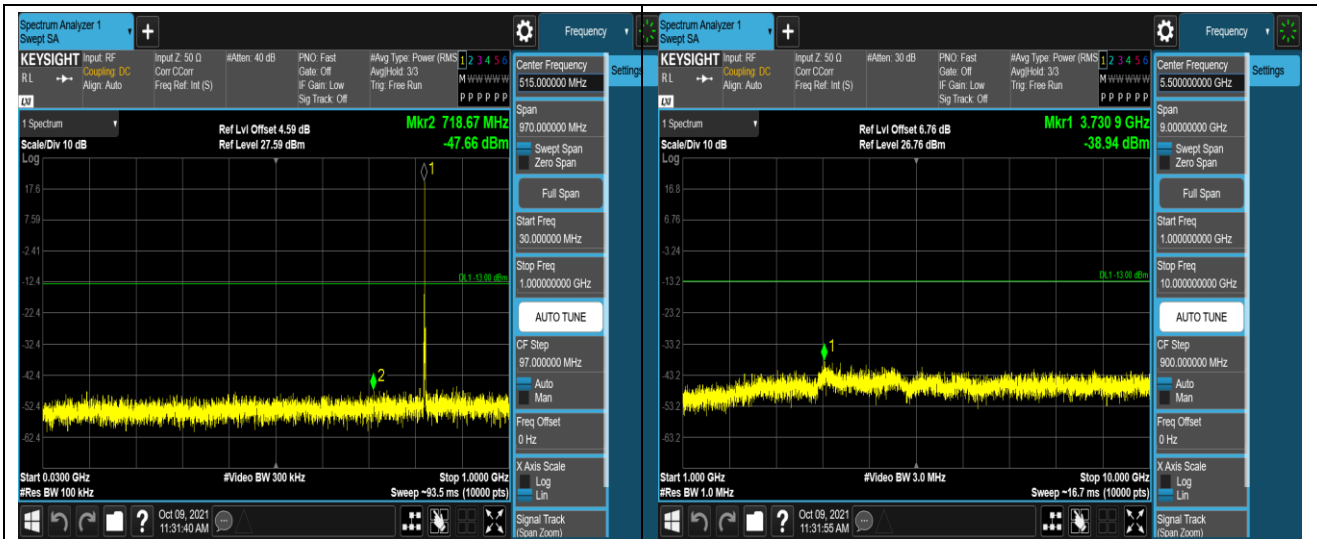 Spectrum Analyzer 1
Swept SA
+
Frequency
KEYSIGHT
RL
Input: RF
Coupling: DC
Align: Auto
Input Z: 50 Ω
Corr CCorr
Freq Ref: Int (S)
#Atten: 40 dB
PNO: Fast
Gate: Off
IF Gain: Low
Sig Track: Off
#Avg Type: Power (RMS
Avg|Hold: 3/3
Trig: Free Run
1 2 3 4 5 6
M W W W W W
P P P P P P
LXI
1 Spectrum
Scale/Div 10 dB
Log
Ref Lvl Offset 4.59 dB
Ref Level 27.59 dBm
Mkr2 718.67 MHz
-47.66 dBm
1
17.6
7.59
-2.41
-12.4
DL1 -13.00 dBm
-22.4
-32.4
-42.4
2
-52.4
-62.4
Start 0.0300 GHz
#Res BW 100 kHz
#Video BW 300 kHz
Stop 1.0000 GHz
Sweep ~93.5 ms (10000 pts)
Oct 09, 2021
11:31:40 AM
Center Frequency
515.000000 MHz
Settings
Span
970.000000 MHz
Swept Span
Zero Span
Full Span
Start Freq
30.000000 MHz
Stop Freq
1.000000000 GHz
AUTO TUNE
CF Step
97.000000 MHz
Auto
Man
Freq Offset
0 Hz
X Axis Scale
Log
Lin
Signal Track
(Span Zoom)
Spectrum Analyzer 1
Swept SA
+
Frequency
KEYSIGHT
RL
Input: RF
Coupling: DC
Align: Auto
Input Z: 50 Ω
Corr CCorr
Freq Ref: Int (S)
#Atten: 30 dB
PNO: Fast
Gate: Off
IF Gain: Low
Sig Track: Off
#Avg Type: Power (RMS
Avg|Hold: 3/3
Trig: Free Run
1 2 3 4 5 6
M W W W W W
P P P P P P
LXI
1 Spectrum
Scale/Div 10 dB
Log
Ref Lvl Offset 6.76 dB
Ref Level 26.76 dBm
Mkr1 3.730 9 GHz
-38.94 dBm
16.8
6.76
-3.24
-13.2
DL1 -13.00 dBm
-23.2
-33.2
1
-43.2
-53.2
-63.2
Start 1.000 GHz
#Res BW 1.0 MHz
#Video BW 3.0 MHz
Stop 10.000 GHz
Sweep ~16.7 ms (10000 pts)
Oct 09, 2021
11:31:55 AM
Center Frequency
5.500000000 GHz
Settings
Span
9.00000000 GHz
Swept Span
Zero Span
Full Span
Start Freq
1.000000000 GHz
Stop Freq
10.000000000 GHz
AUTO TUNE
CF Step
900.000000 MHz
Auto
Man
Freq Offset
0 Hz
X Axis Scale
Log
Lin
Signal Track
(Span Zoom)